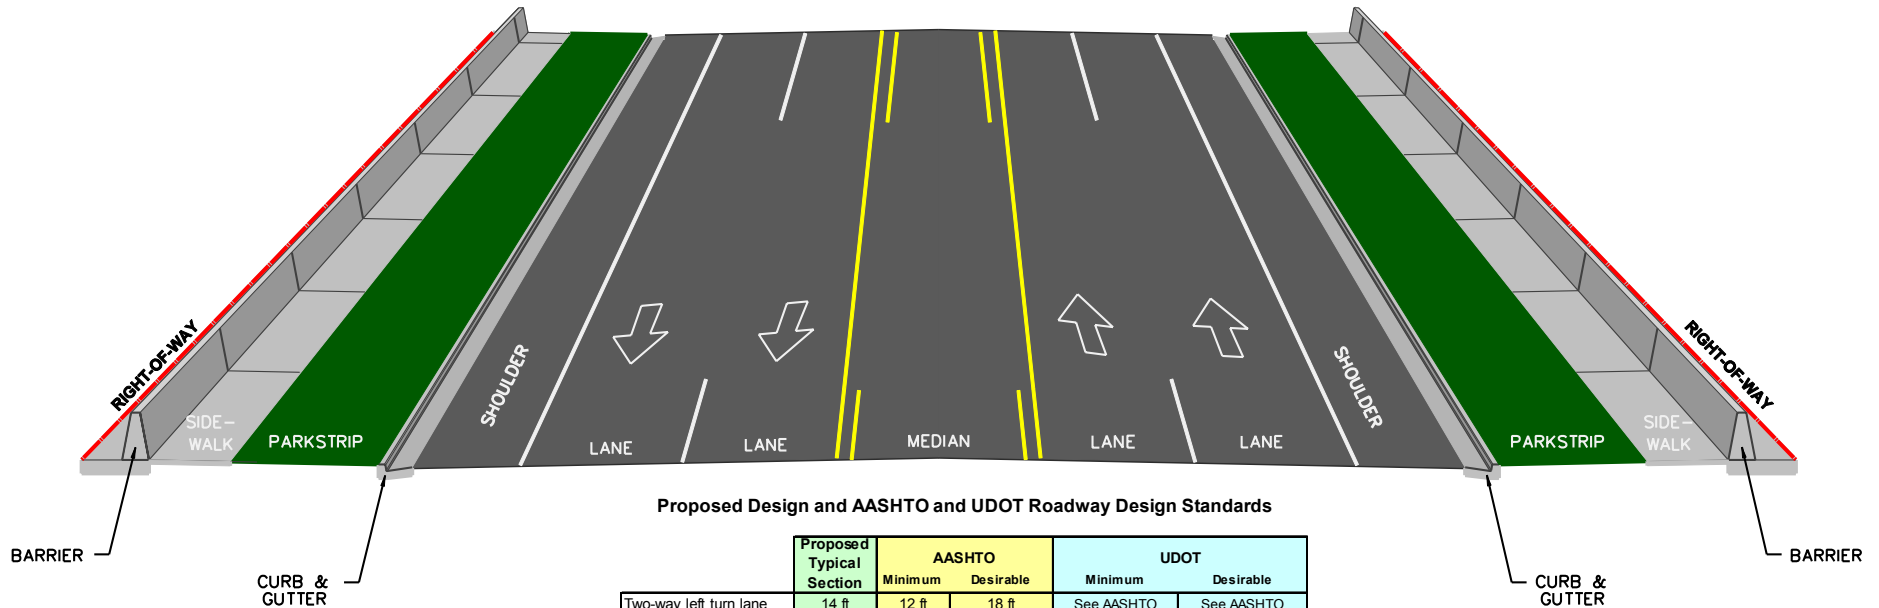 RIGHT-OF-WAY
RIGHT-OF-WAY
SIDE-
WALK
PARKSTRIP
SHOULDER
LANE
LANE
MEDIAN
LANE
LANE
SHOULDER
PARKSTRIP
SIDE-
WALK
BARRIER
CURB &
GUTTER
BARRIER
CURB &
GUTTER
Proposed Design and AASHTO and UDOT Roadway Design Standards
Proposed
Typical
Section
AASHTO
UDOT
Minimum Desirable Minimum Desirable
Two-way left turn lane 14 ft 12 ft 18 ft See AASHTO See AASHTO